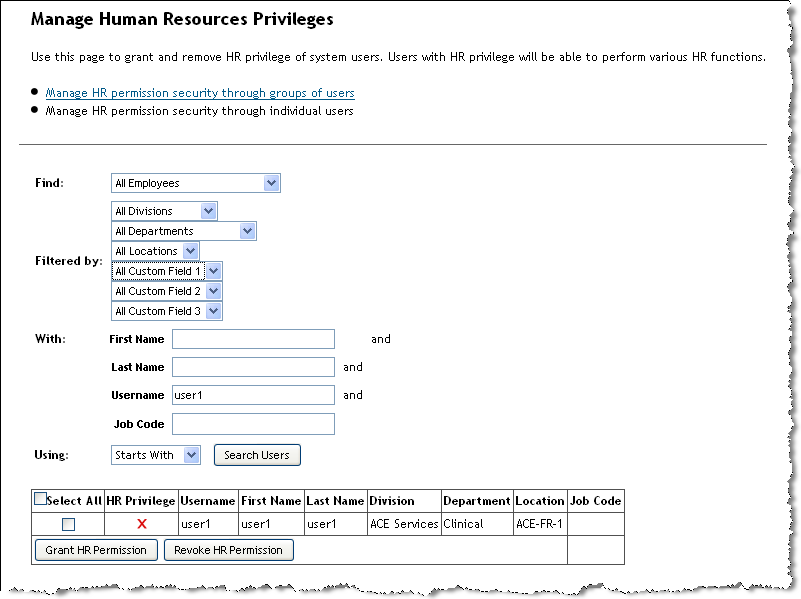 Manage Human Resources Privileges
Use this page to grant and remove HR privilege of system users. Users with HR privilege will be able to perform various HR functions.
Manage HR permission security through groups of users
Manage HR permission security through individual users
Find: All Employees
All Divisions
All Departments
All Locations
Filtered by:
All Custom Field 1
All Custom Field 2
All Custom Field 3
With: First Name and
Last Name and
Username user1 and
Job Code
Using: Starts With Search Users
Select All HR Privilege Username First Name Last Name Division Department Location Job Code
X user1 user1 user1 ACE Services Clinical ACE-FR-1
Grant HR Permission Revoke HR Permission